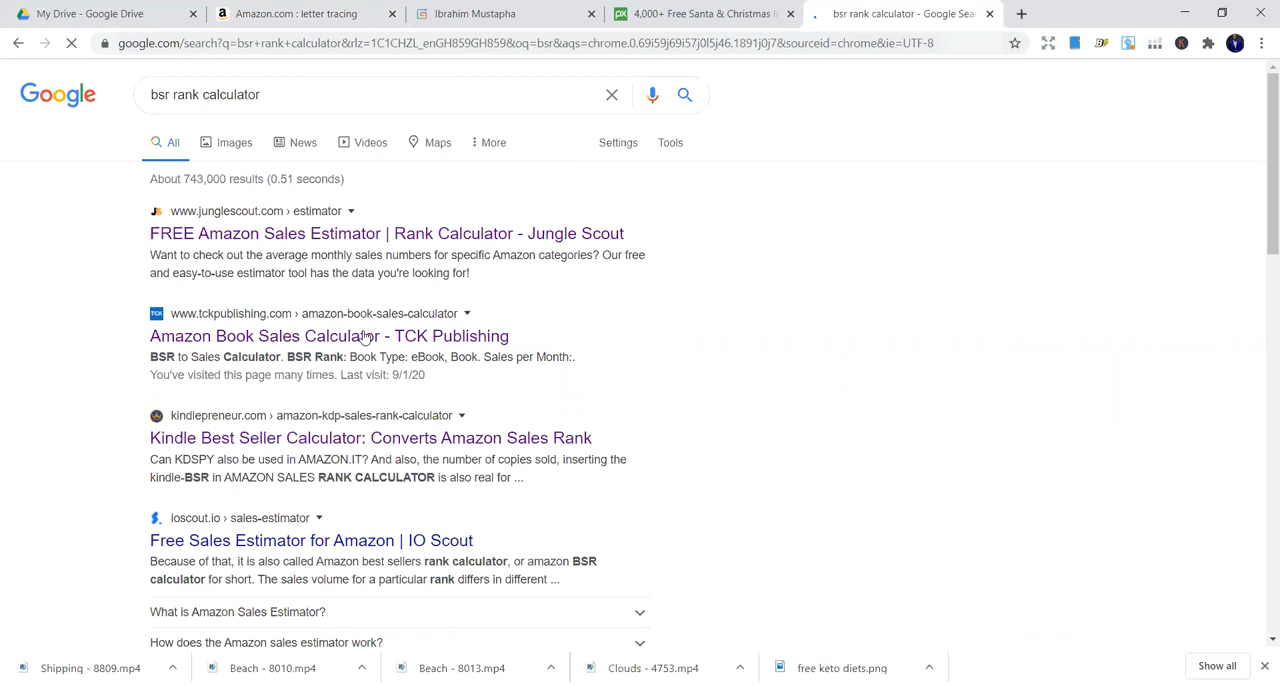 My Drive - Google Drive
Amazon.com : letter tracing
Ibrahim Mustapha
4,000+ Free Santa & Christmas I
bsr rank calculator - Google Sea
google.com/search?q=bsr+rank+calculator&rlz=1C1CHZL_enGH859GH859&oq=bsr&aqs=chrome.0.69i59j69i57j0l5j46.1891j0j7&sourceid=chrome&ie=UTF-8
Google
bsr rank calculator
All
Images
News
Videos
Maps
More
Settings
Tools
About 743,000 results (0.51 seconds)
www.junglescout.com › estimator
FREE Amazon Sales Estimator | Rank Calculator - Jungle Scout
Want to check out the average monthly sales numbers for specific Amazon categories? Our free
and easy-to-use estimator tool has the data you're looking for!
TCK www.tckpublishing.com › amazon-book-sales-calculator
Amazon Book Sales Calculator - TCK Publishing
BSR to Sales Calculator. BSR Rank: Book Type: eBook, Book. Sales per Month:.
You've visited this page many times. Last visit: 9/1/20
kindlepreneur.com › amazon-kdp-sales-rank-calculator
Kindle Best Seller Calculator: Converts Amazon Sales Rank
Can KDSPY also be used in AMAZON.IT? And also, the number of copies sold, inserting the
kindle-BSR in AMAZON SALES RANK CALCULATOR is also real for ...
ioscout.io › sales-estimator
Free Sales Estimator for Amazon | IO Scout
Because of that, it is also called Amazon best sellers rank calculator, or amazon BSR
calculator for short. The sales volume for a particular rank differs in different ...
What is Amazon Sales Estimator?
How does the Amazon sales estimator work?
Shipping - 8809.mp4
Beach - 8010.mp4
Beach - 8013.mp4
Clouds - 4753.mp4
free keto diets.png
Show all